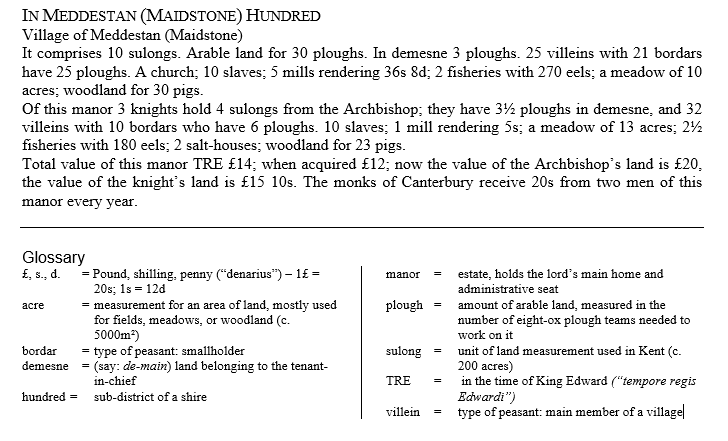 IN MEDDESTAN (MAIDSTONE) HUNDRED
Village of Meddestan (Maidstone)
It comprises 10 sulongs. Arable land for 30 ploughs. In demesne 3 ploughs. 25 villeins with 21 bordars
have 25 ploughs. A church; 10 slaves; 5 mills rendering 36s 8d; 2 fisheries with 270 eels; a meadow of 10
acres; woodland for 30 pigs.
Of this manor 3 knights hold 4 sulongs from the Archbishop; they have 3½ ploughs in demesne, and 32
villeins with 10 bordars who have 6 ploughs. 10 slaves; 1 mill rendering 5s; a meadow of 13 acres; 2½
fisheries with 180 eels; 2 salt-houses; woodland for 23 pigs.
Total value of this manor TRE £14; when acquired £12; now the value of the Archbishop's land is £20,
the value of the knight's land is £15 10s. The monks of Canterbury receive 20s from two men of this
manor every year.
Glossary
£, s., d. = Pound, shilling, penny ("denarius") – 1£ =
20s; 1s = 12d
acre = measurement for an area of land, mostly used
for fields, meadows, or woodland (c.
5000m²)
bordar = type of peasant: smallholder
demesne = (say: de-main) land belonging to the tenant-
in-chief
hundred = sub-district of a shire
manor = estate, holds the lord's main home and
administrative seat
plough = amount of arable land, measured in the
number of eight-ox plough teams needed to
work on it
sulong = unit of land measurement used in Kent (c.
200 acres)
TRE = in the time of King Edward ("tempore regis
Edwardi")
villein = type of peasant: main member of a village